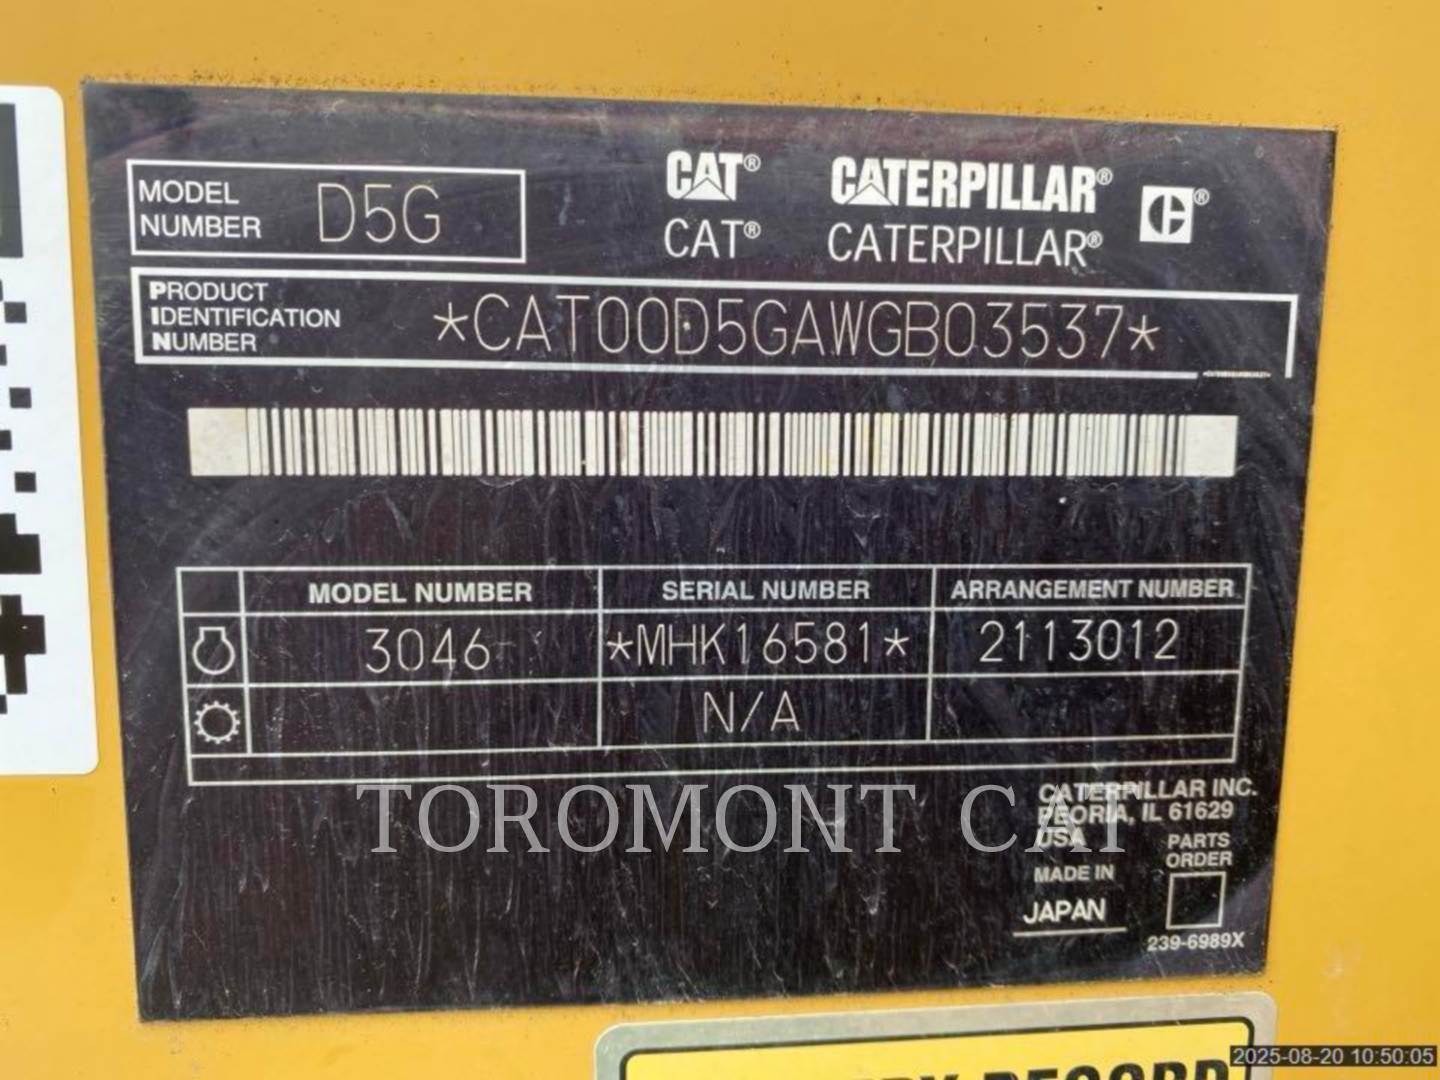 MODEL NUMBER D5G
CAT® CATERPILLAR® ®
CAT® CATERPILLAR®
PRODUCT IDENTIFICATION NUMBER *CAT00D5GAWGB03537*
MODEL NUMBER SERIAL NUMBER ARRANGEMENT NUMBER
3046 *MHK16581* 2113012
N/A
TOROMONT CAT
CATERPILLAR INC.
PEORIA, IL 61629
USA
PARTS ORDER
MADE IN
JAPAN
239-6989X
RECORD
2025-08-20 10:50:05